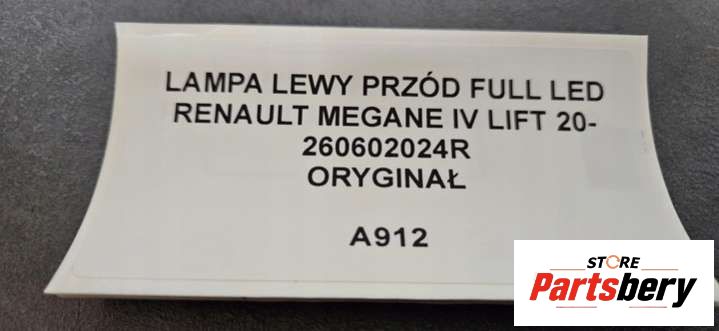 LAMPA LEWY PRZÓD FULL LED
RENAULT MEGANE IV LIFT 20-
260602024R
ORYGINAŁ
A912
STORE
Partsbery